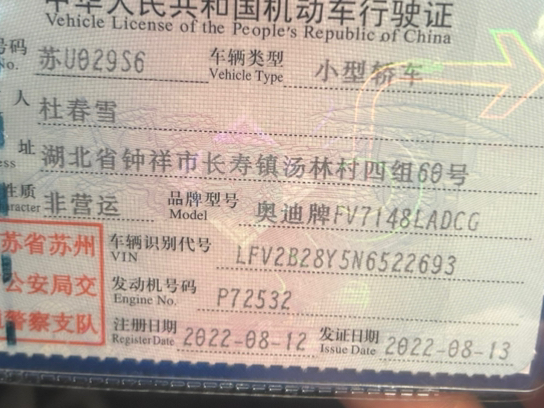 中华人民共和国机动车行驶证
Vehicle License of the People's Republic of China
号码 苏U029S6 车辆类型 小型轿车
No. Vehicle Type
人 杜春雪
址 湖北省钟祥市长寿镇汤林村四组60号
ess
性质 非营运 品牌型号 奥迪牌FV7148LADCG
aracter Model
苏省苏州 车辆识别代号 LFV2B28Y5N6522693
VIN
公安局交 发动机号码 P72532
Engine No.
警察支队 注册日期 2022-08-12 发证日期 2022-08-13
Register Date Issue Date